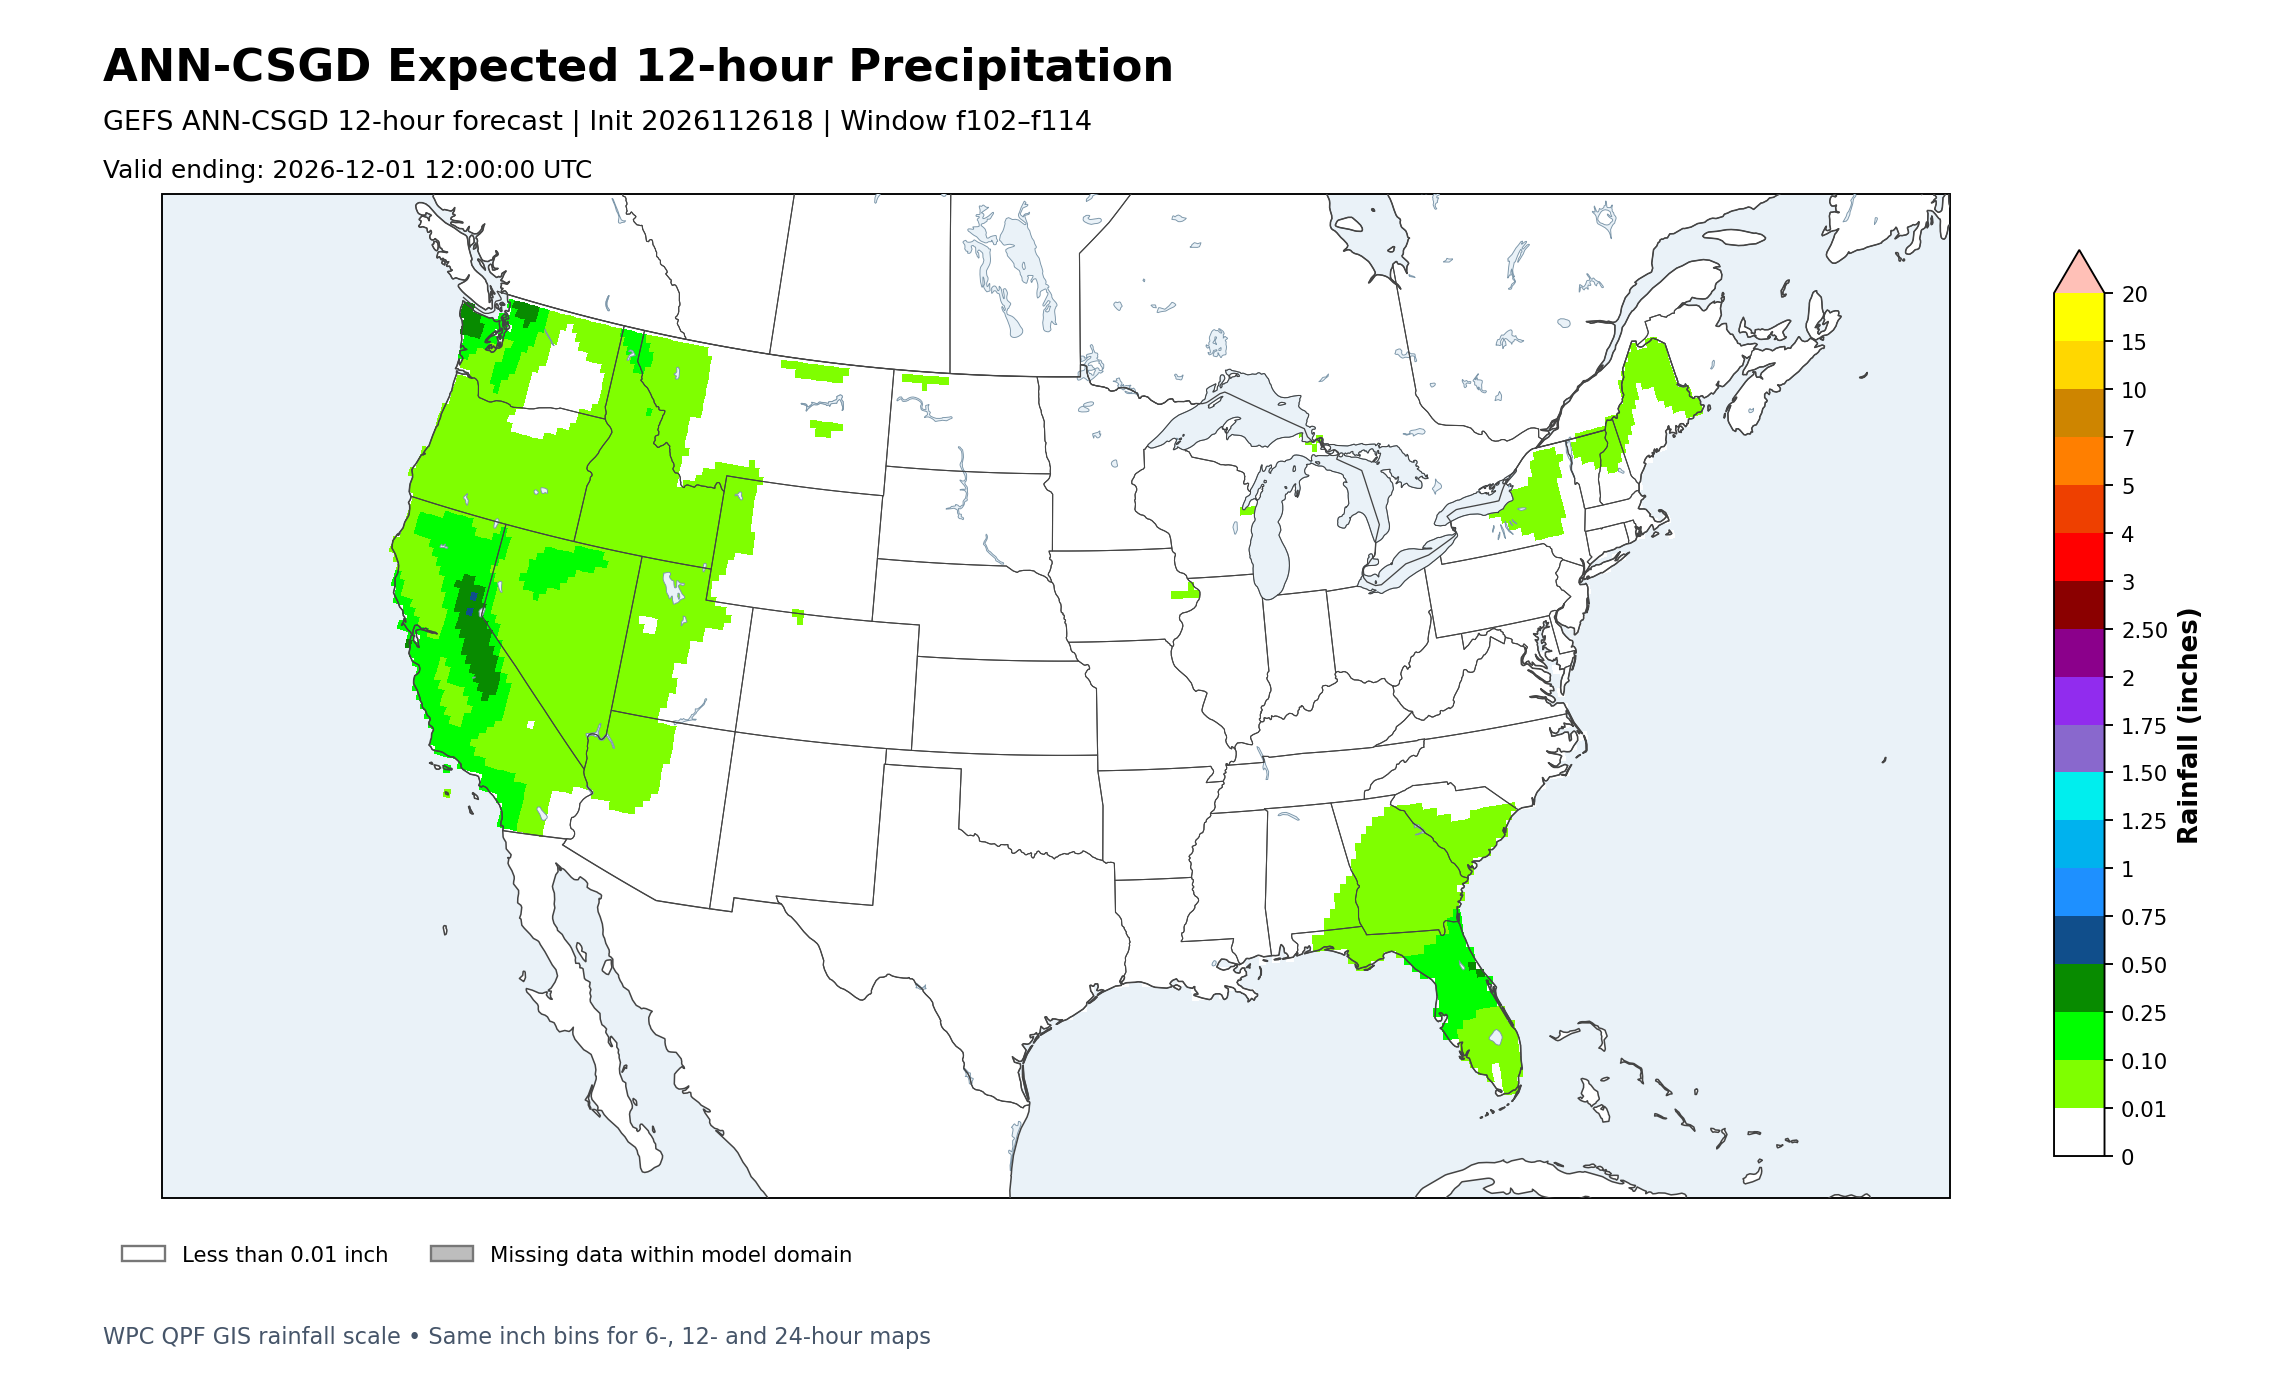 ANN-CSGD Expected 12-hour Precipitation
GEFS ANN-CSGD 12-hour forecast | Init 2026112618 | Window f102–f114
Valid ending: 2026-12-01 12:00:00 UTC
20
15
10
7
5
4
3
2.50
2
1.75
1.50
1.25
1
0.75
0.50
0.25
0.10
0.01
0
Rainfall (inches)
Less than 0.01 inch
Missing data within model domain
WPC QPF GIS rainfall scale • Same inch bins for 6-, 12- and 24-hour maps